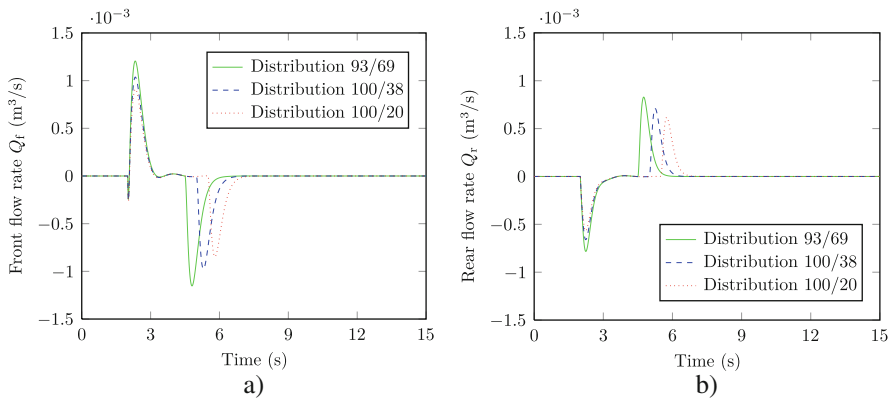 ·10⁻³
1.5
1
0.5
0
−0.5
−1
−1.5
Front flow rate Q_f (m³/s)
Distribution 93/69
Distribution 100/38
Distribution 100/20
0 3 6 9 12 15
Time (s)
a)
·10⁻³
1.5
1
0.5
0
−0.5
−1
−1.5
Rear flow rate Q_r (m³/s)
Distribution 93/69
Distribution 100/38
Distribution 100/20
0 3 6 9 12 15
Time (s)
b)